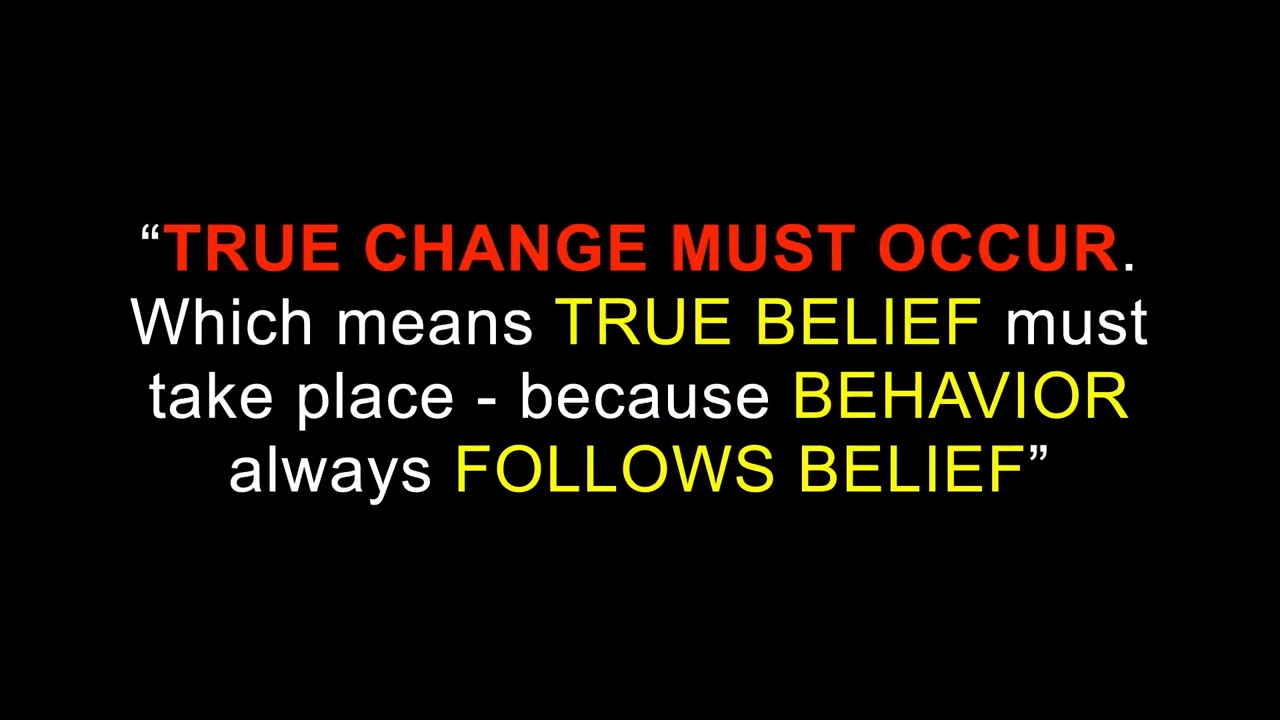 “TRUE CHANGE MUST OCCUR.
Which means TRUE BELIEF must
take place - because BEHAVIOR
always FOLLOWS BELIEF”